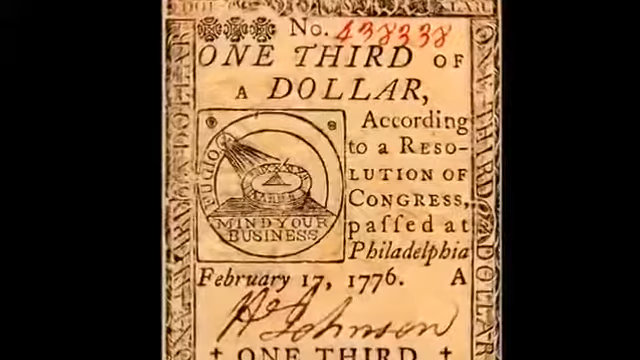 No. 438338
ONE THIRD OF
A DOLLAR,
According
to a RESO-
LUTION OF
CONGRESS,
paſſed at
Philadelphia
FUGIO
MIND YOUR
BUSINESS
February 17, 1776. A
H Johnson
ONE THIRD